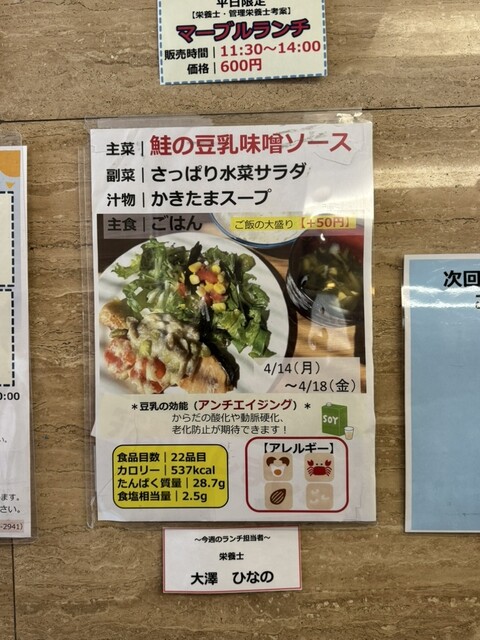 平日限定
【栄養士・管理栄養士考案】
マーブルランチ
販売時間｜11:30〜14:00
価格｜600円
主菜｜鮭の豆乳味噌ソース
副菜｜さっぱり水菜サラダ
汁物｜かきたまスープ
主食｜ごはん
ご飯の大盛り【+50円】
4/14(月)
〜4/18(金)
＊豆乳の効能（アンチエイジング）＊
からだの酸化や動脈硬化、
老化防止が期待できます！
SOY
食品目数｜22品目
カロリー｜537kcal
たんぱく質量｜28.7g
食塩相当量｜2.5g
【アレルギー】
〜今週のランチ担当者〜
栄養士
大澤 ひなの
次回
0:00
ます。
さい。
-2941)